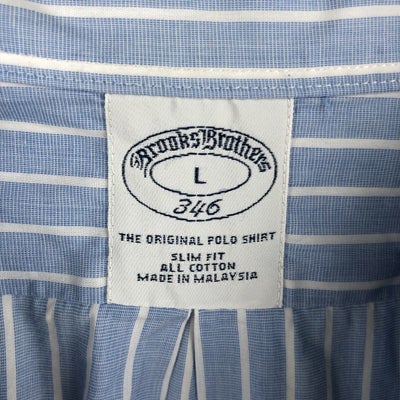 Brooks Brothers
L
346
THE ORIGINAL POLO SHIRT
SLIM FIT
ALL COTTON
MADE IN MALAYSIA